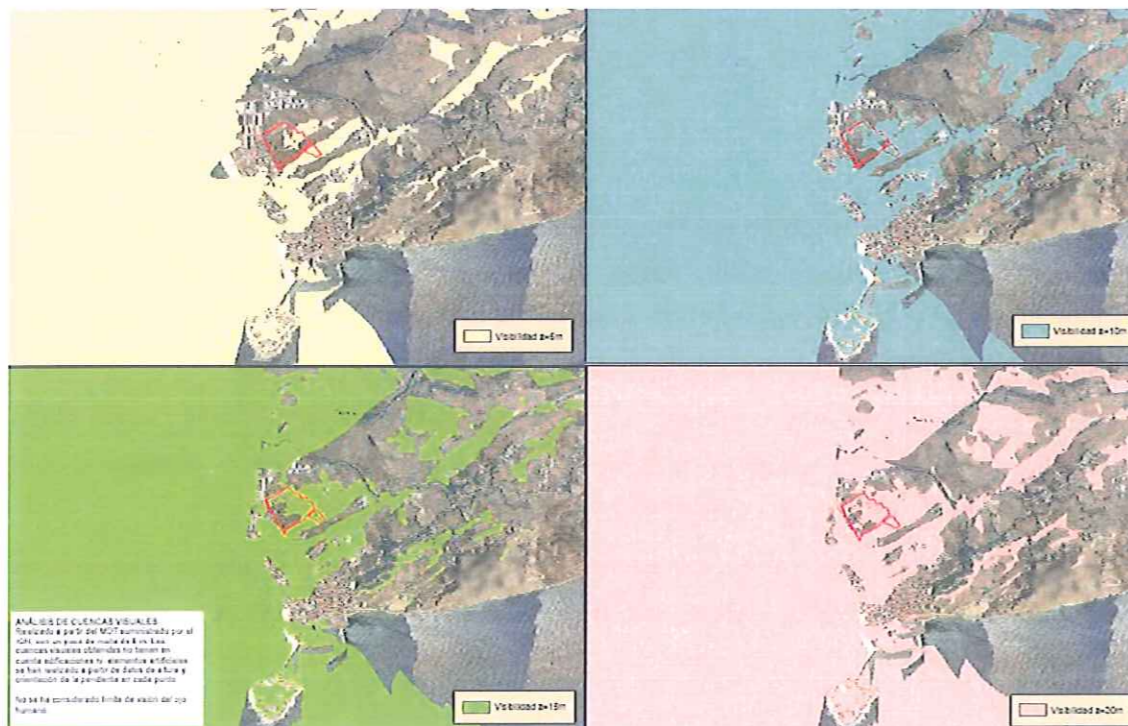 Visibilidad a=5m
Visibilidad a=10m
ANÁLISIS DE CUENCAS VISUALES
Realizado a partir del MDT suministrado por el
IGN, con un paso de malla de 5 m. Las
cuencas visuales obtenidas no tienen en
cuenta edificaciones ni elementos artificiales
se han realizado a partir de datos de altura y
orientación de la pendiente en cada punto
No se ha considerado límite de visión del ojo
humano.
Visibilidad a=15m
Visibilidad a=20m